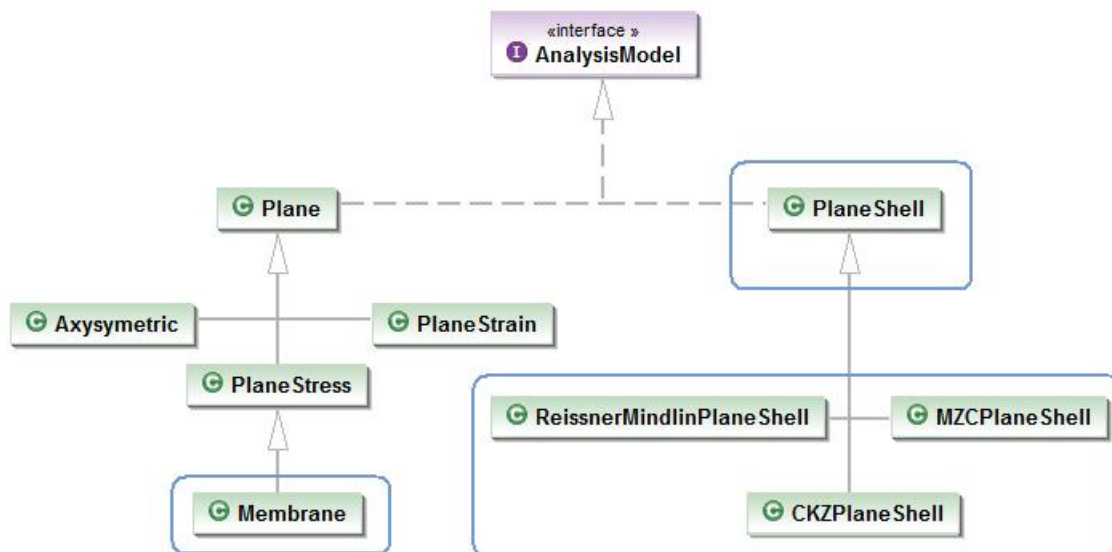 «interface »
I AnalysisModel
C Plane
C PlaneShell
C Axysymetric
C PlaneStrain
C PlaneStress
C ReissnerMindlinPlaneShell
C MZCPlaneShell
C Membrane
C CKZPlaneShell